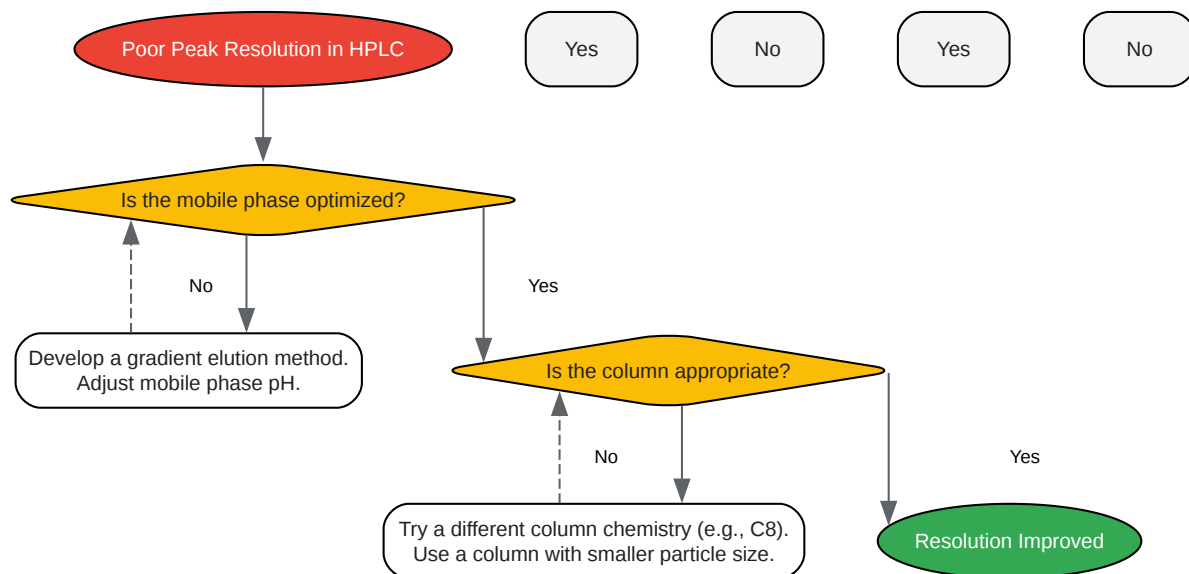 Poor Peak Resolution in HPLC
Yes
No
Yes
No
Is the mobile phase optimized?
No
Yes
Develop a gradient elution method.
Adjust mobile phase pH.
Is the column appropriate?
No
Yes
Try a different column chemistry (e.g., C8).
Use a column with smaller particle size.
Resolution Improved